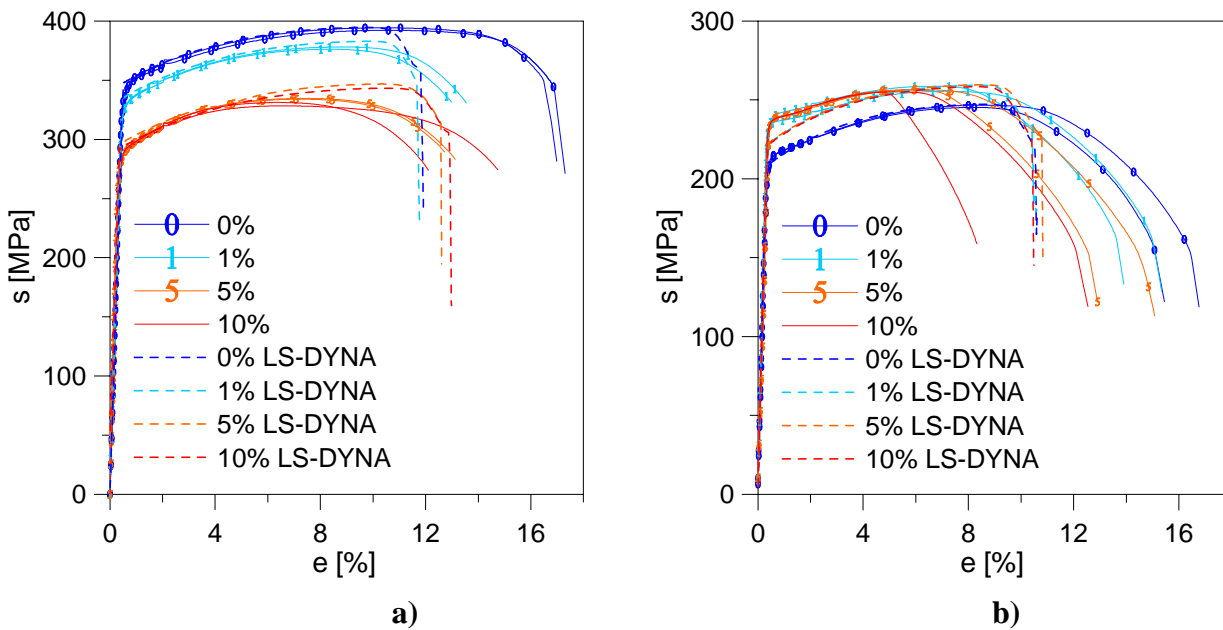 400
300
200
100
0
s [MPa]
0 0%
1 1%
5 5%
10%
0% LS-DYNA
1% LS-DYNA
5% LS-DYNA
10% LS-DYNA
0 4 8 12 16
e [%]
a)
300
200
100
0
s [MPa]
0 0%
1 1%
5 5%
10%
0% LS-DYNA
1% LS-DYNA
5% LS-DYNA
10% LS-DYNA
0 4 8 12 16
e [%]
b)